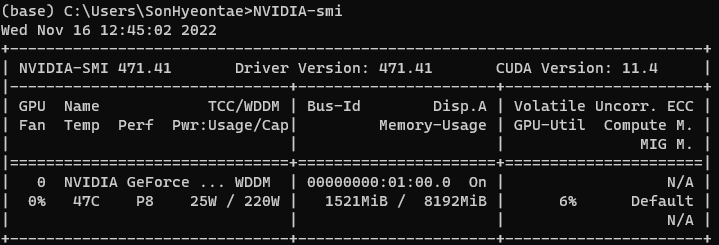 (base) C:\Users\SonHyeontae>NVIDIA-smi
Wed Nov 16 12:45:02 2022
+-----------------------------------------------------------------------------+
| NVIDIA-SMI 471.41       Driver Version: 471.41       CUDA Version: 11.4     |
|-------------------------------+----------------------+----------------------+
| GPU  Name            TCC/WDDM | Bus-Id        Disp.A | Volatile Uncorr. ECC |
| Fan  Temp  Perf  Pwr:Usage/Cap|         Memory-Usage | GPU-Util  Compute M. |
|                               |                      |               MIG M. |
|===============================+======================+======================|
|   0  NVIDIA GeForce ... WDDM  | 00000000:01:00.0  On |                  N/A |
|  0%   47C    P8    25W / 220W |   1521MiB /  8192MiB |      6%      Default |
|                               |                      |                  N/A |
+-------------------------------+----------------------+----------------------+